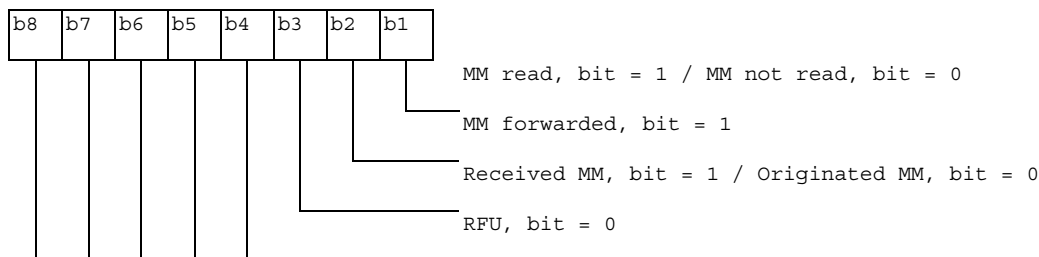 b8 b7 b6 b5 b4 b3 b2 b1
MM read, bit = 1 / MM not read, bit = 0
MM forwarded, bit = 1
Received MM, bit = 1 / Originated MM, bit = 0
RFU, bit = 0